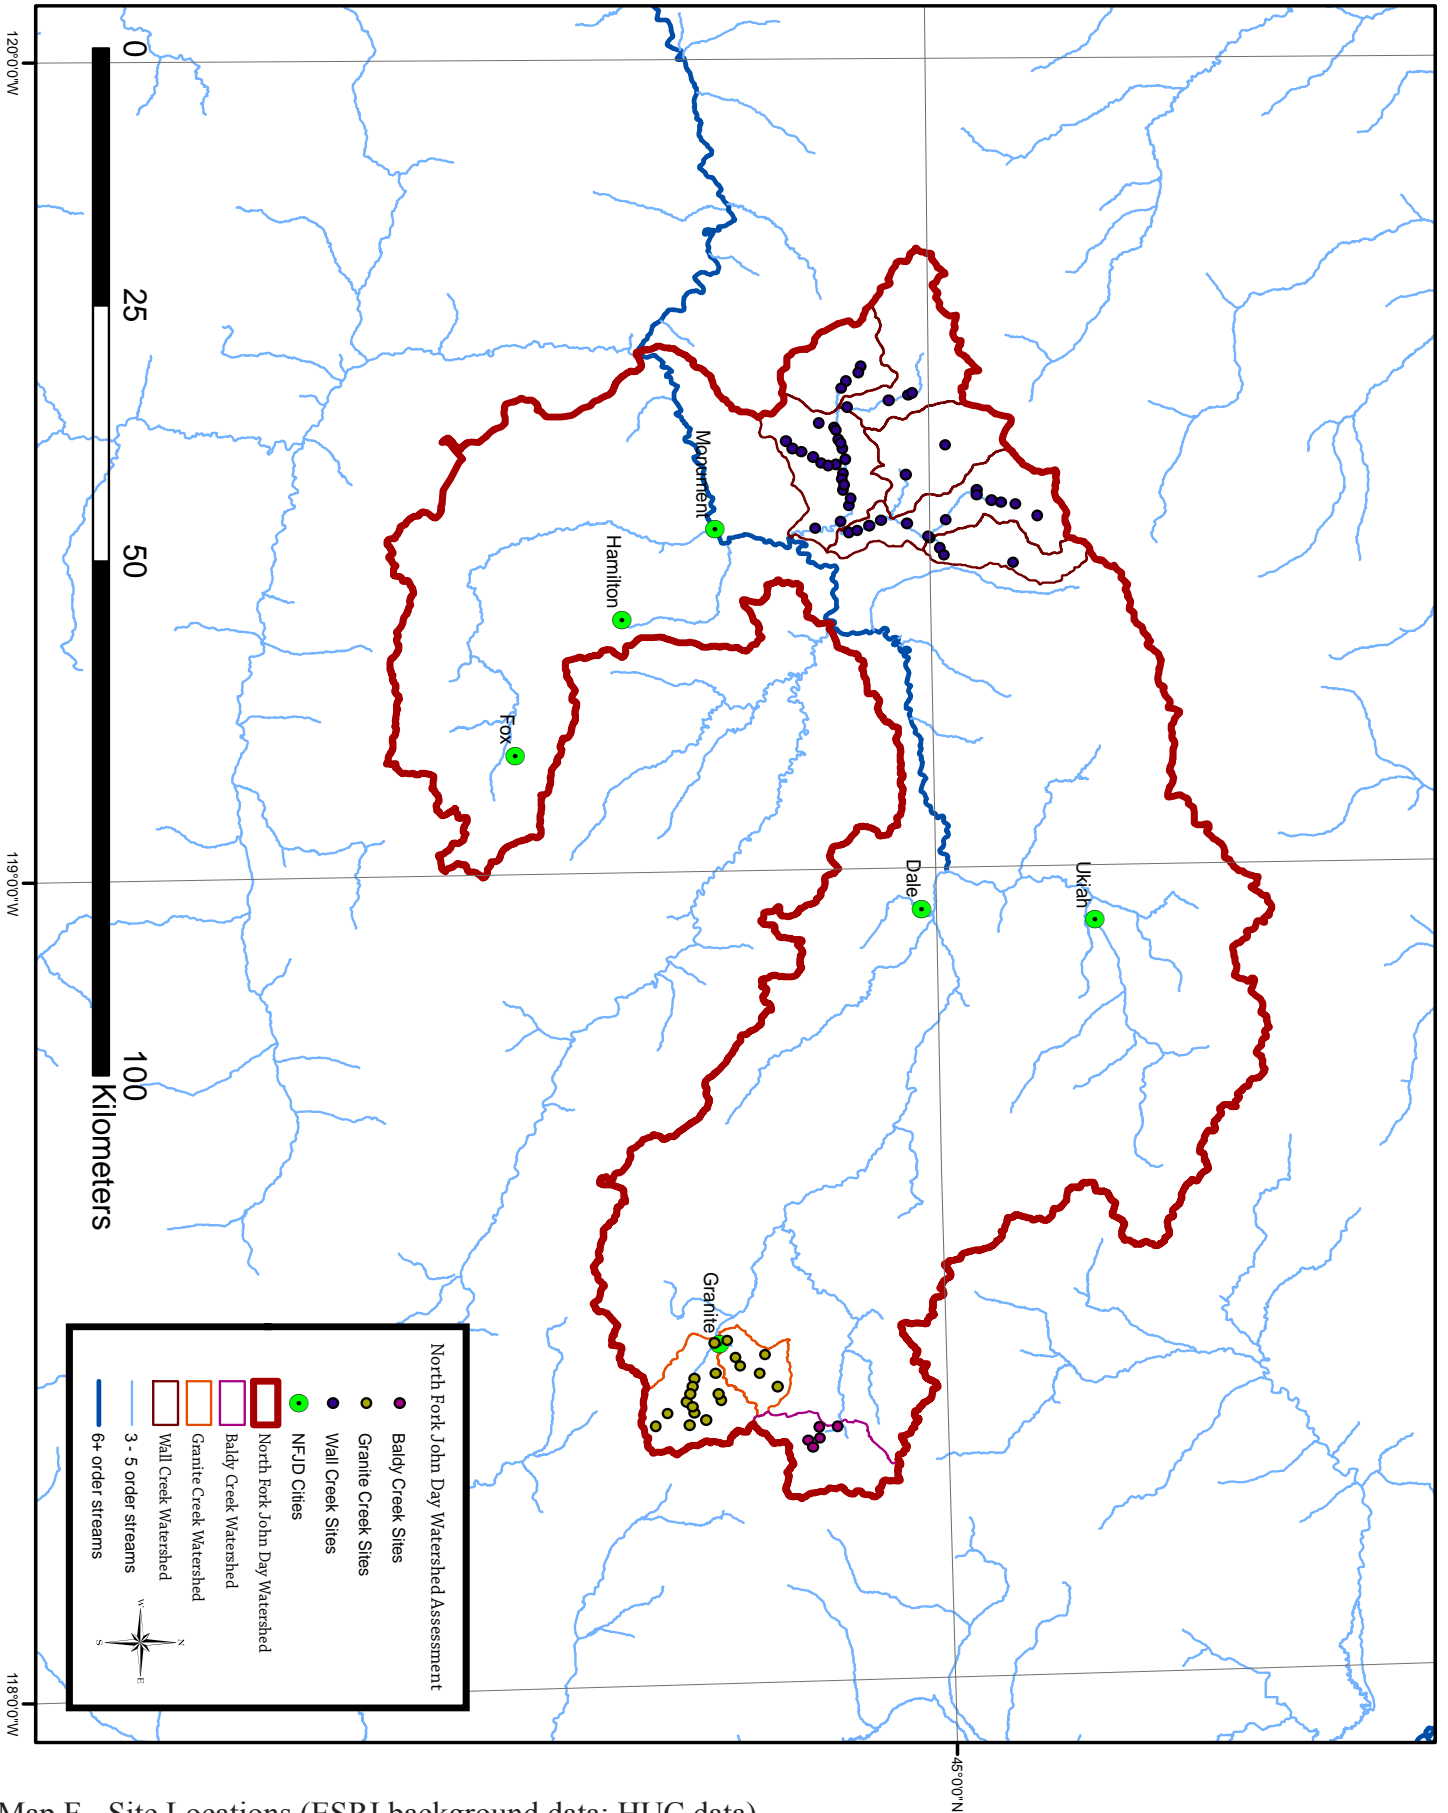 120°0'0"W
119°0'0"W
118°0'0"W
45°0'0"N
Ukiah
Dale
Monument
Hamilton
Fox
Granite
0
25
50
100
Kilometers
North Fork John Day Watershed Assessment
Baldy Creek Sites
Granite Creek Sites
Wall Creek Sites
NFJD Cities
North Fork John Day Watershed
Baldy Creek Watershed
Granite Creek Watershed
Wall Creek Watershed
3 - 5 order streams
6+ order streams
N
W
E
S
Map F - Site Locations (ESRI background data; HUC data)